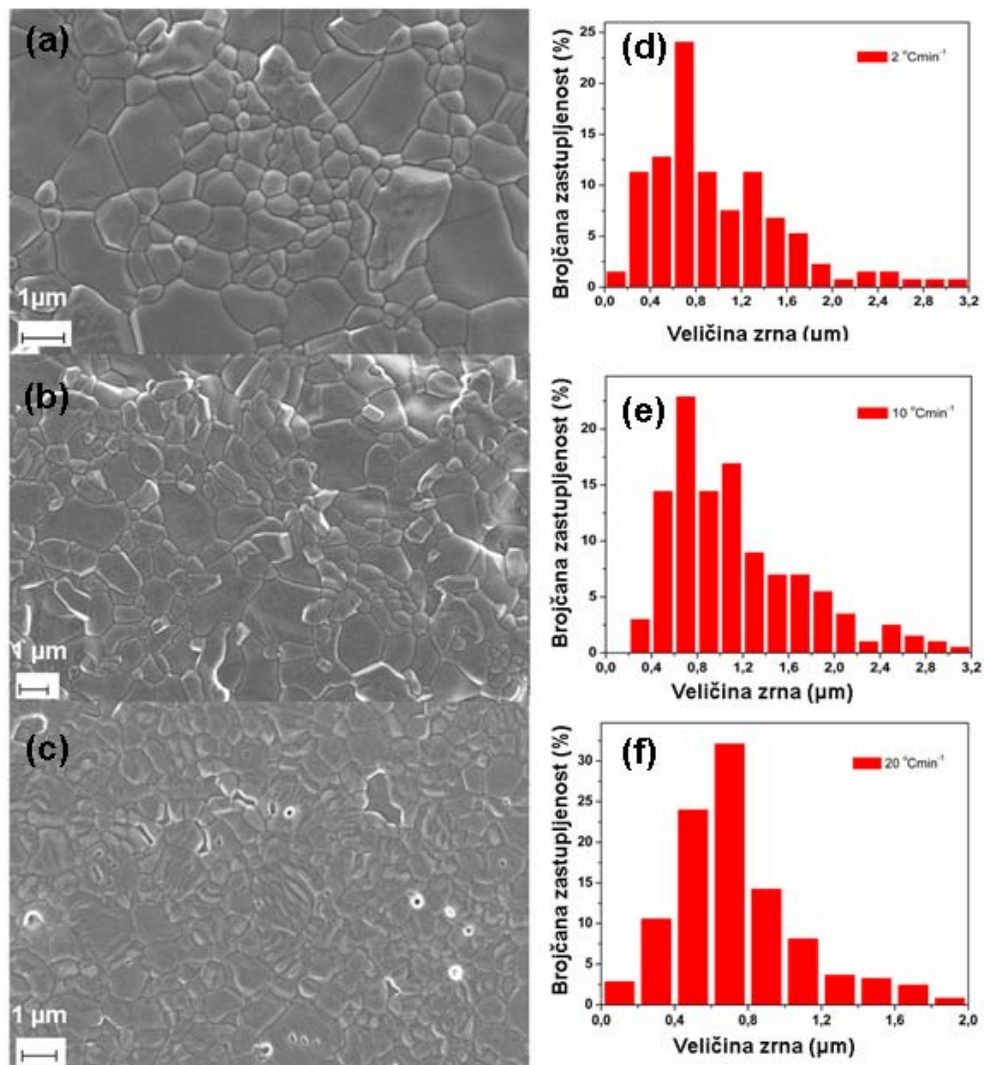 (a)
1µm
(b)
1 µm
(c)
1 µm
(d)
2 °Cmin⁻¹
Brojčana zastupljenost (%)
25
20
15
10
5
0
0,0 0,4 0,8 1,2 1,6 2,0 2,4 2,8 3,2
Veličina zrna (µm)
(e)
10 °Cmin⁻¹
Brojčana zastupljenost (%)
20
15
10
5
0
0,0 0,4 0,8 1,2 1,6 2,0 2,4 2,8 3,2
Veličina zrna (µm)
(f)
20 °Cmin⁻¹
Brojčana zastupljenost (%)
30
25
20
15
10
5
0
0,0 0,4 0,8 1,2 1,6 2,0
Veličina zrna (µm)